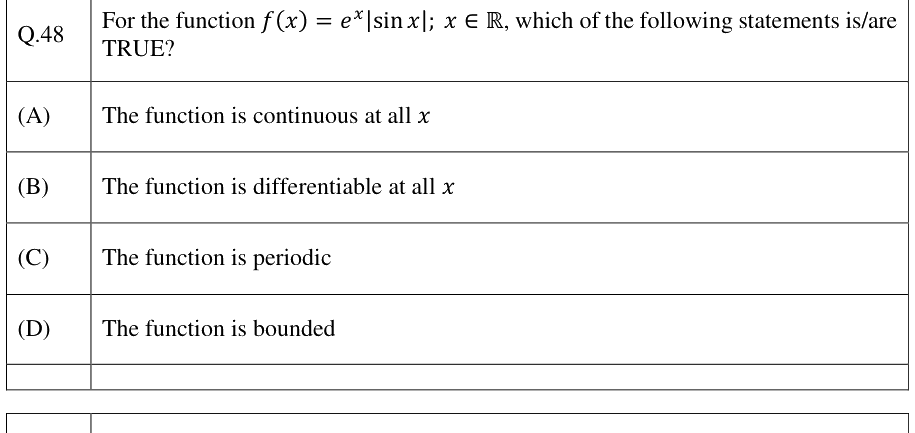 Q.48 For the function f(x) = eˣ|sin x|; x ∈ ℝ, which of the following statements is/are
TRUE?
(A) The function is continuous at all x
(B) The function is differentiable at all x
(C) The function is periodic
(D) The function is bounded